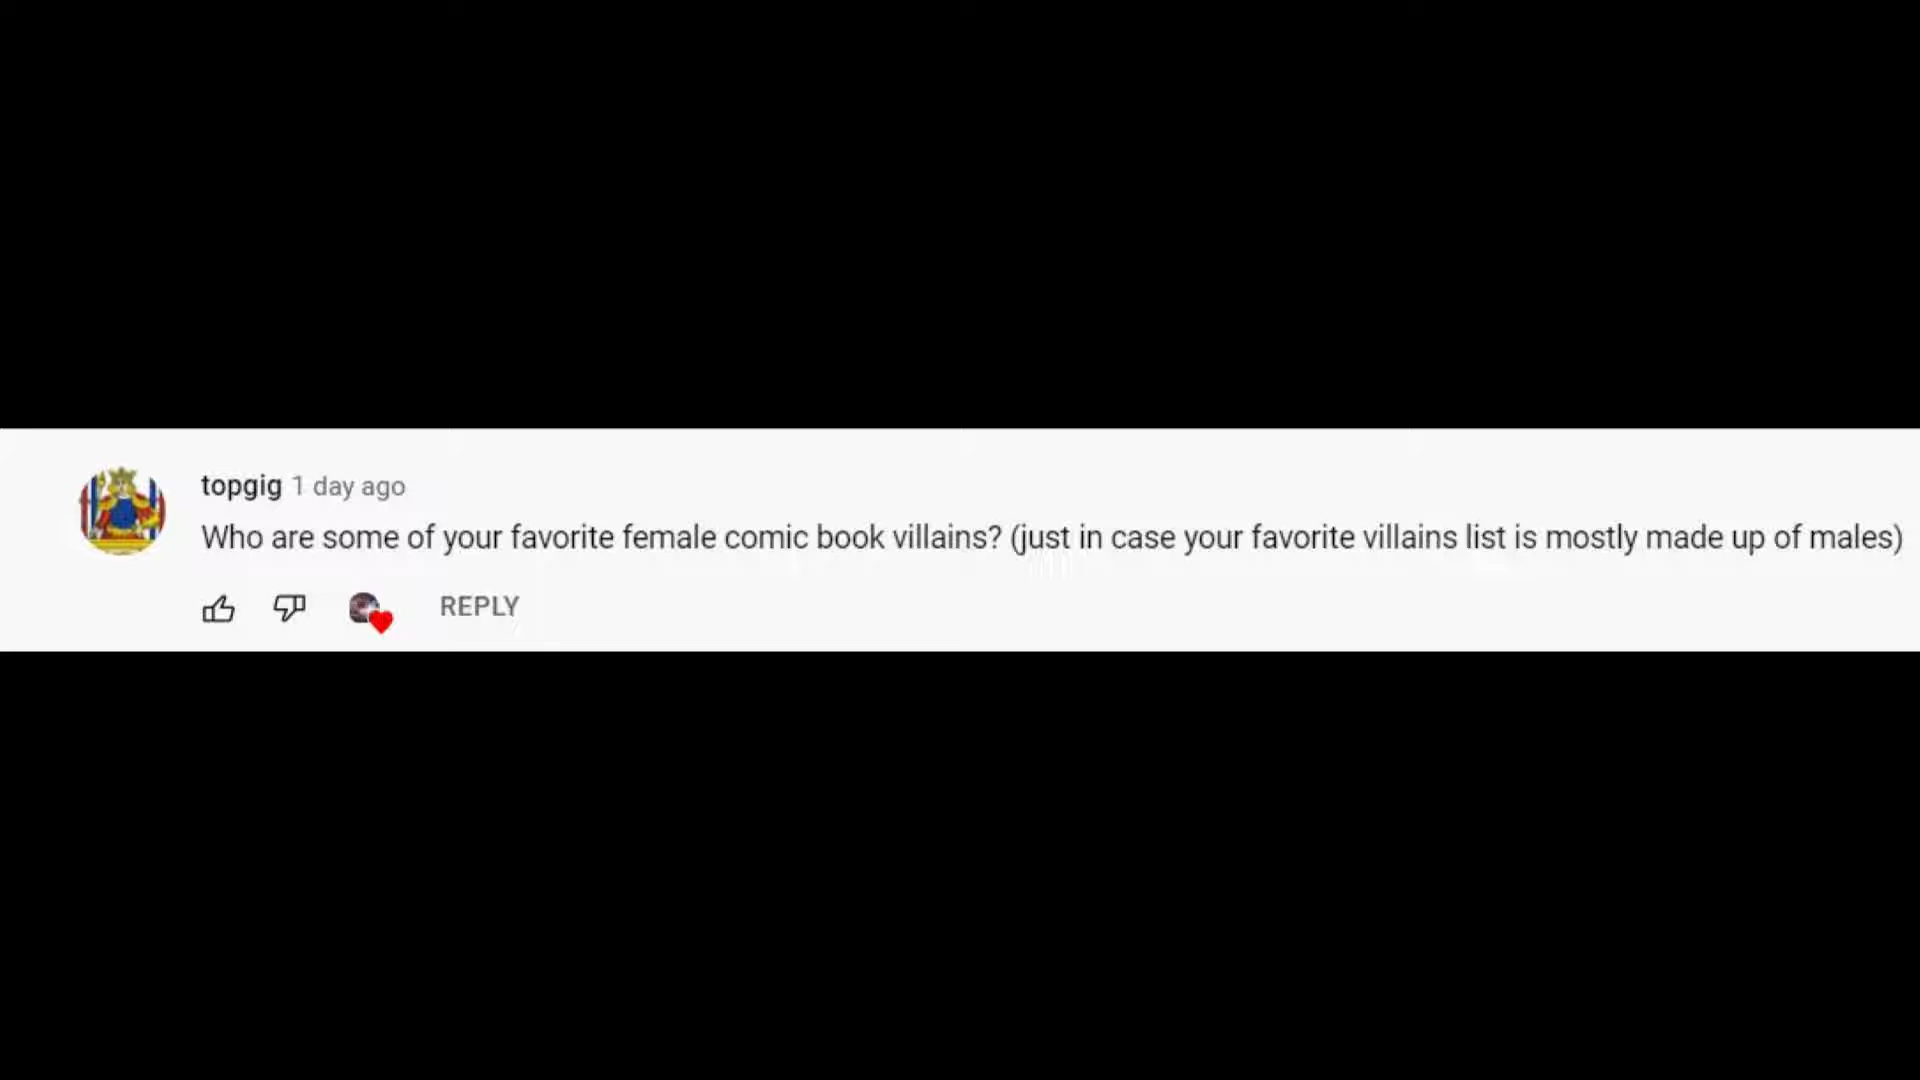 topgig 1 day ago
Who are some of your favorite female comic book villains? (just in case your favorite villains list is mostly made up of males)
REPLY